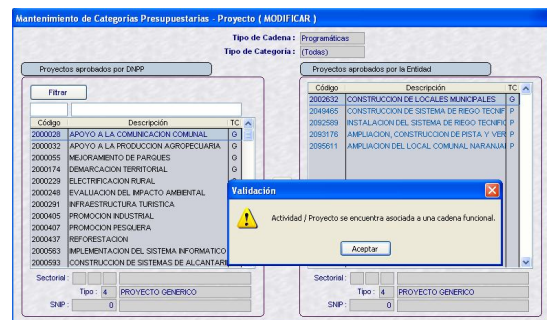 Mantenimiento de Categorías Presupuestarias - Proyecto ( MODIFICAR )
Tipo de Cadena : Programáticas
Tipo de Categoría : (Todas)
Proyectos aprobados por DNPP
Filtrar
Código Descripción TC
2000028 APOYO A LA COMUNICACION COMUNAL G
2000032 APOYO A LA PRODUCCION AGROPECUARIA G
2000055 MEJORAMIENTO DE PARQUES G
2000174 DEMARCACION TERRITORIAL G
2000229 ELECTRIFICACION RURAL G
2000248 EVALUACION DEL IMPACTO AMBIENTAL
2000291 INFRAESTRUCTURA TURISTICA
2000405 PROMOCION INDUSTRIAL
2000407 PROMOCION PESQUERA
2000437 REFORESTACION
2000563 IMPLEMENTACION DEL SISTEMA INFORMATICO
2000593 CONSTRUCCION DE SISTEMAS DE ALCANTAR
Sectorial :
Tipo : 4 PROYECTO GENERICO
SNIP : 0
Proyectos aprobados por la Entidad
Código Descripción TC
2002632 CONSTRUCCION DE LOCALES MUNICIPALES G
2049465 CONSTRUCCION DE SISTEMA DE RIEGO TECNIF P
2092589 INSTALACION DEL SISTEMA DE RIEGO TECNIFIC P
2093176 AMPLIACION, CONSTRUCCION DE PISTA Y VER P
2095611 AMPLIACION DEL LOCAL COMUNAL NARANJAL P
Validación
Actividad / Proyecto se encuentra asociada a una cadena funcional.
Aceptar
Sectorial :
Tipo : 4 PROYECTO GENERICO
SNIP : 0